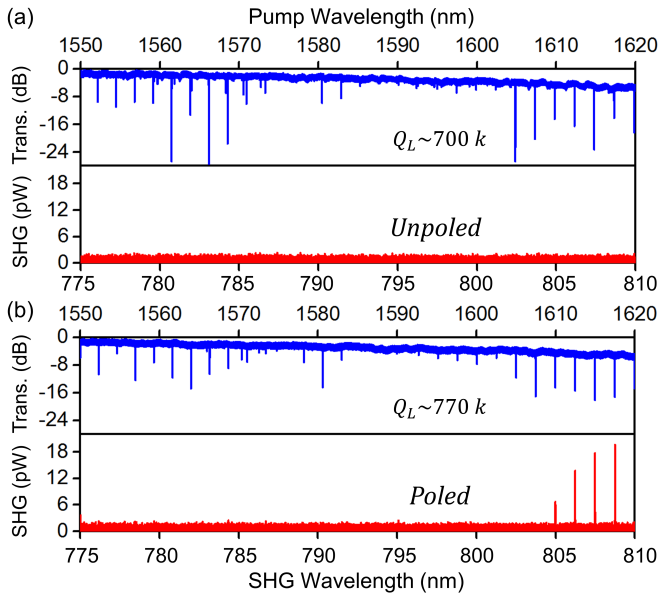 (a)
Pump Wavelength (nm)
1550 1560 1570 1580 1590 1600 1610 1620
Trans. (dB)
0
-8
-16
-24
Q_L~700 k
SHG (pW)
18
12
6
0
Unpoled
775 780 785 790 795 800 805 810
(b)
1550 1560 1570 1580 1590 1600 1610 1620
Trans. (dB)
0
-8
-16
-24
Q_L~770 k
SHG (pW)
18
12
6
0
Poled
775 780 785 790 795 800 805 810
SHG Wavelength (nm)